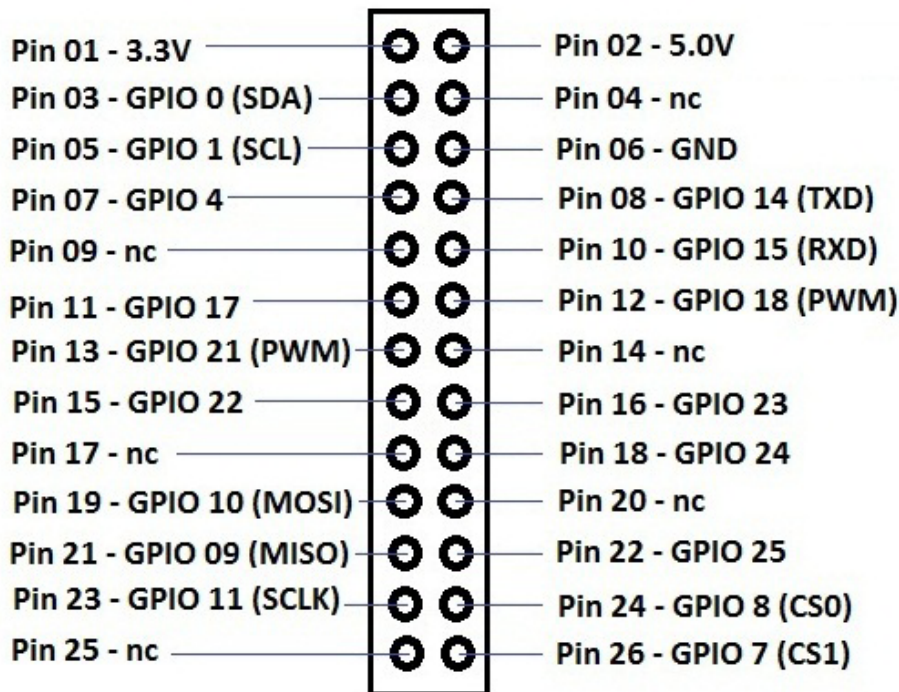 Pin 01 - 3.3V
Pin 02 - 5.0V
Pin 03 - GPIO 0 (SDA)
Pin 04 - nc
Pin 05 - GPIO 1 (SCL)
Pin 06 - GND
Pin 07 - GPIO 4
Pin 08 - GPIO 14 (TXD)
Pin 09 - nc
Pin 10 - GPIO 15 (RXD)
Pin 11 - GPIO 17
Pin 12 - GPIO 18 (PWM)
Pin 13 - GPIO 21 (PWM)
Pin 14 - nc
Pin 15 - GPIO 22
Pin 16 - GPIO 23
Pin 17 - nc
Pin 18 - GPIO 24
Pin 19 - GPIO 10 (MOSI)
Pin 20 - nc
Pin 21 - GPIO 09 (MISO)
Pin 22 - GPIO 25
Pin 23 - GPIO 11 (SCLK)
Pin 24 - GPIO 8 (CS0)
Pin 25 - nc
Pin 26 - GPIO 7 (CS1)